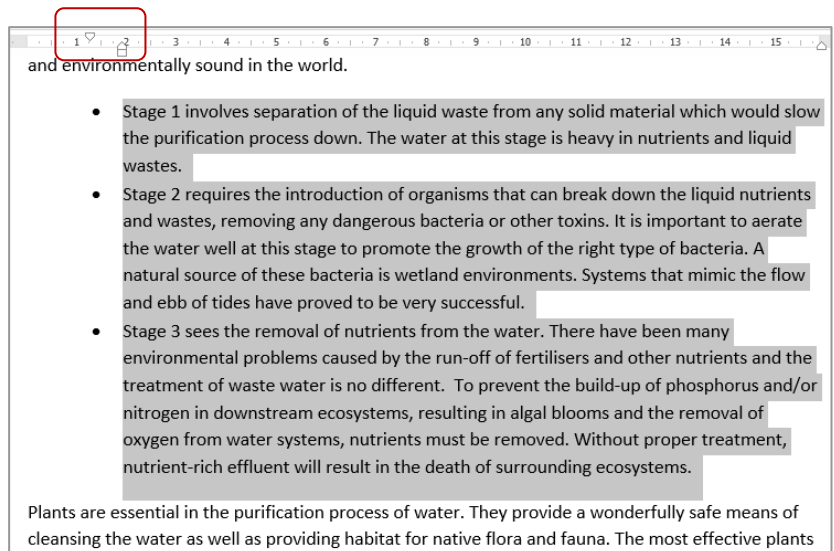 1 2 3 4 5 6 7 8 9 10 11 12 13 14 15
and environmentally sound in the world.
• Stage 1 involves separation of the liquid waste from any solid material which would slow
the purification process down. The water at this stage is heavy in nutrients and liquid
wastes.
• Stage 2 requires the introduction of organisms that can break down the liquid nutrients
and wastes, removing any dangerous bacteria or other toxins. It is important to aerate
the water well at this stage to promote the growth of the right type of bacteria. A
natural source of these bacteria is wetland environments. Systems that mimic the flow
and ebb of tides have proved to be very successful.
• Stage 3 sees the removal of nutrients from the water. There have been many
environmental problems caused by the run-off of fertilisers and other nutrients and the
treatment of waste water is no different.  To prevent the build-up of phosphorus and/or
nitrogen in downstream ecosystems, resulting in algal blooms and the removal of
oxygen from water systems, nutrients must be removed. Without proper treatment,
nutrient-rich effluent will result in the death of surrounding ecosystems.
Plants are essential in the purification process of water. They provide a wonderfully safe means of
cleansing the water as well as providing habitat for native flora and fauna. The most effective plants